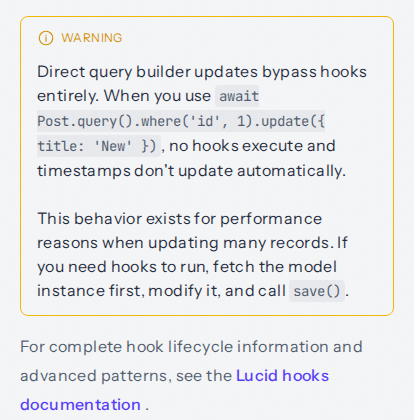 WARNING
Direct query builder updates bypass hooks
entirely. When you use await
Post.query().where('id', 1).update({
title: 'New' }), no hooks execute and
timestamps don't update automatically.
This behavior exists for performance
reasons when updating many records. If
you need hooks to run, fetch the model
instance first, modify it, and call save().
For complete hook lifecycle information and
advanced patterns, see the Lucid hooks
documentation .